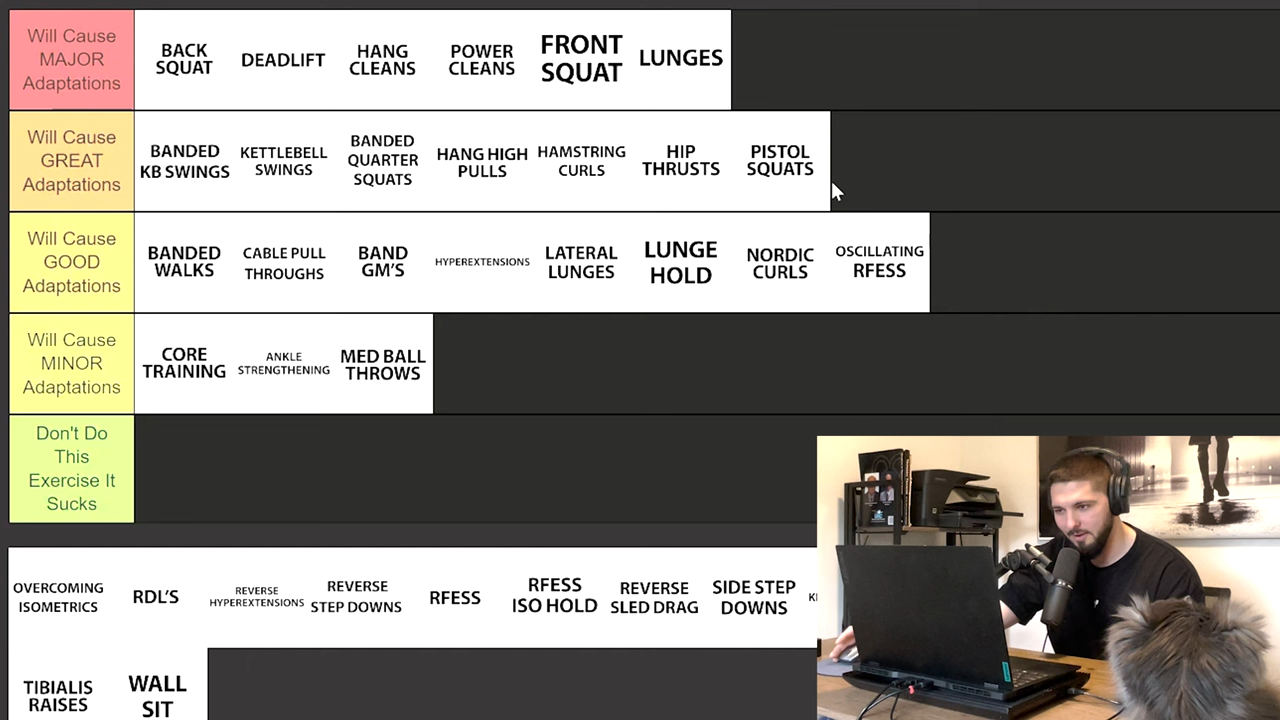 Will Cause
MAJOR
Adaptations
BACK
SQUAT
DEADLIFT
HANG
CLEANS
POWER
CLEANS
FRONT
SQUAT
LUNGES
Will Cause
GREAT
Adaptations
BANDED
KB SWINGS
KETTLEBELL
SWINGS
BANDED
QUARTER
SQUATS
HANG HIGH
PULLS
HAMSTRING
CURLS
HIP
THRUSTS
PISTOL
SQUATS
Will Cause
GOOD
Adaptations
BANDED
WALKS
CABLE PULL
THROUGHS
BAND
GM'S
HYPEREXTENSIONS
LATERAL
LUNGES
LUNGE
HOLD
NORDIC
CURLS
OSCILLATING
RFESS
Will Cause
MINOR
Adaptations
CORE
TRAINING
ANKLE
STRENGTHENING
MED BALL
THROWS
Don't Do
This
Exercise It
Sucks
OVERCOMING
ISOMETRICS
RDL'S
REVERSE
HYPEREXTENSIONS
REVERSE
STEP DOWNS
RFESS
RFESS
ISO HOLD
REVERSE
SLED DRAG
SIDE STEP
DOWNS
TIBIALIS
RAISES
WALL
SIT